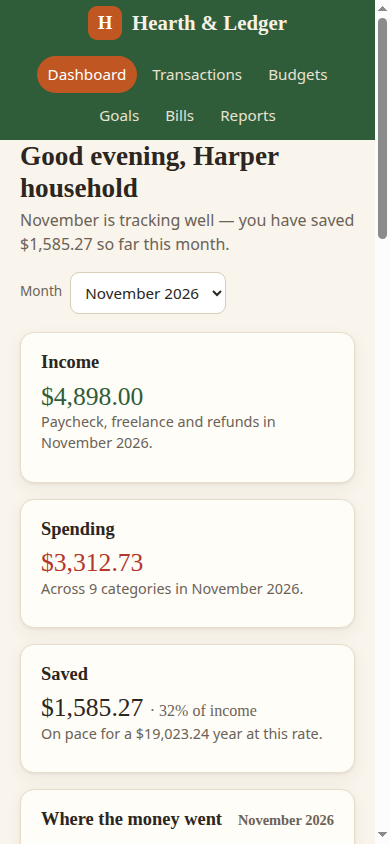 H Hearth & Ledger
Dashboard Transactions Budgets
Goals Bills Reports
Good evening, Harper
household
November is tracking well — you have saved
$1,585.27 so far this month.
Month November 2026
Income
$4,898.00
Paycheck, freelance and refunds in
November 2026.
Spending
$3,312.73
Across 9 categories in November 2026.
Saved
$1,585.27 · 32% of income
On pace for a $19,023.24 year at this rate.
Where the money went November 2026